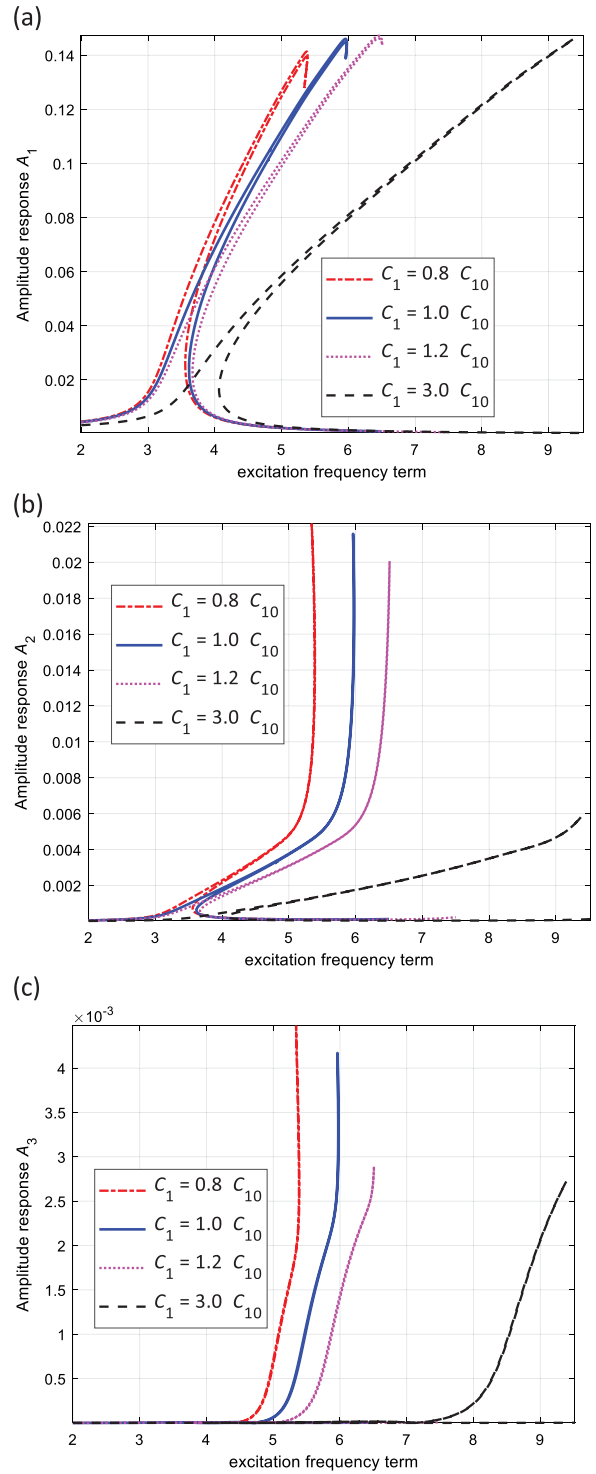 (a)
0.14
0.12
0.1
0.08
0.06
0.04
0.02
Amplitude response A1
C1 = 0.8 C10
C1 = 1.0 C10
C1 = 1.2 C10
C1 = 3.0 C10
2 3 4 5 6 7 8 9
excitation frequency term
(b)
0.022
0.02
0.018
0.016
0.014
0.012
0.01
0.008
0.006
0.004
0.002
Amplitude response A2
C1 = 0.8 C10
C1 = 1.0 C10
C1 = 1.2 C10
C1 = 3.0 C10
2 3 4 5 6 7 8 9
excitation frequency term
(c)
×10-3
4
3.5
3
2.5
2
1.5
1
0.5
Amplitude response A3
C1 = 0.8 C10
C1 = 1.0 C10
C1 = 1.2 C10
C1 = 3.0 C10
2 3 4 5 6 7 8 9
excitation frequency term